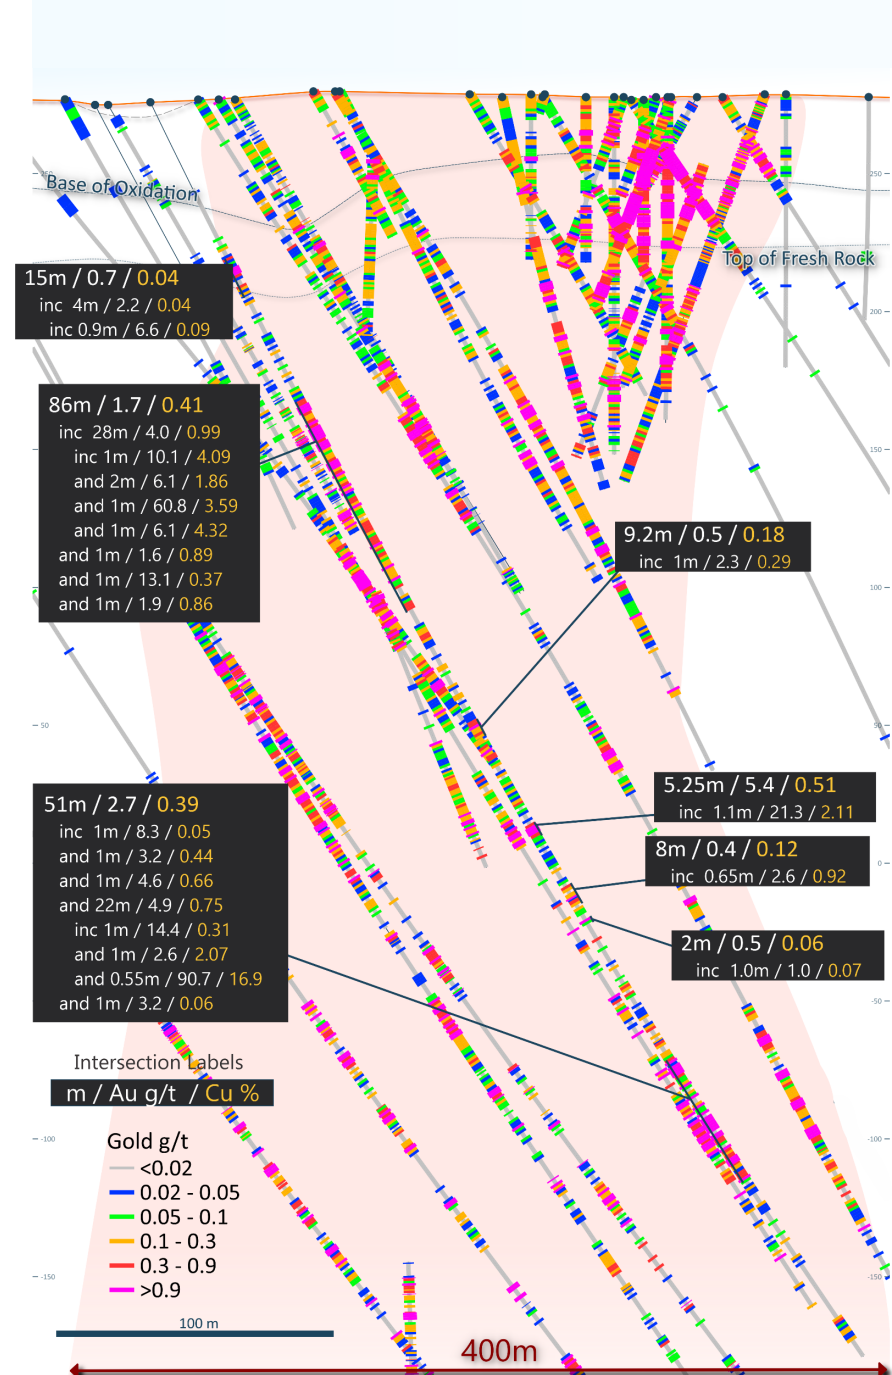 Base of Oxidation
250
250
Top of Fresh Rock
15m / 0.7 / 0.04
inc 4m / 2.2 / 0.04
inc 0.9m / 6.6 / 0.09
200
86m / 1.7 / 0.41
inc 28m / 4.0 / 0.99
inc 1m / 10.1 / 4.09
and 2m / 6.1 / 1.86
and 1m / 60.8 / 3.59
and 1m / 6.1 / 4.32
and 1m / 1.6 / 0.89
and 1m / 13.1 / 0.37
and 1m / 1.9 / 0.86
150
9.2m / 0.5 / 0.18
inc 1m / 2.3 / 0.29
100
50
50
5.25m / 5.4 / 0.51
inc 1.1m / 21.3 / 2.11
51m / 2.7 / 0.39
inc 1m / 8.3 / 0.05
and 1m / 3.2 / 0.44
and 1m / 4.6 / 0.66
and 22m / 4.9 / 0.75
inc 1m / 14.4 / 0.31
and 1m / 2.6 / 2.07
and 0.55m / 90.7 / 16.9
and 1m / 3.2 / 0.06
8m / 0.4 / 0.12
inc 0.65m / 2.6 / 0.92
0
2m / 0.5 / 0.06
inc 1.0m / 1.0 / 0.07
-50
Intersection Labels
m / Au g/t / Cu %
-100
-100
Gold g/t
<0.02
0.02 - 0.05
0.05 - 0.1
0.1 - 0.3
0.3 - 0.9
>0.9
-150
-150
100 m
400m